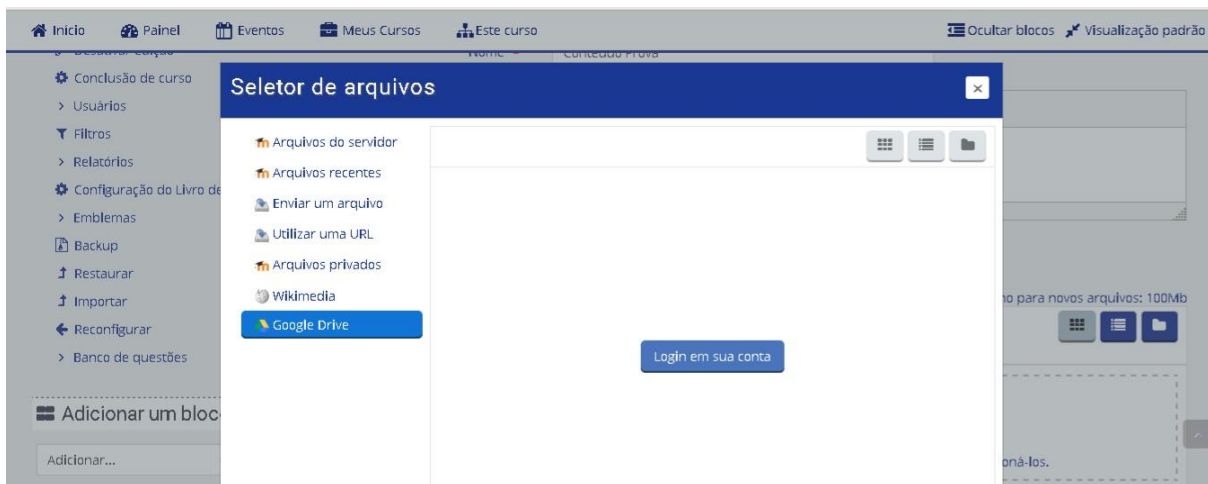 Início Painel Eventos Meus Cursos Este curso Ocultar blocos Visualização padrão
Nome Conteúdo Prova
Conclusão de curso
Usuários
Filtros
Relatórios
Configuração do Livro de
Emblemas
Backup
Restaurar
Importar
Reconfigurar
Banco de questões
Adicionar um bloc
Adicionar...
Seletor de arquivos
Arquivos do servidor
Arquivos recentes
Enviar um arquivo
Utilizar uma URL
Arquivos privados
Wikimedia
Google Drive
Login em sua conta
para novos arquivos: 100Mb
oná-los.